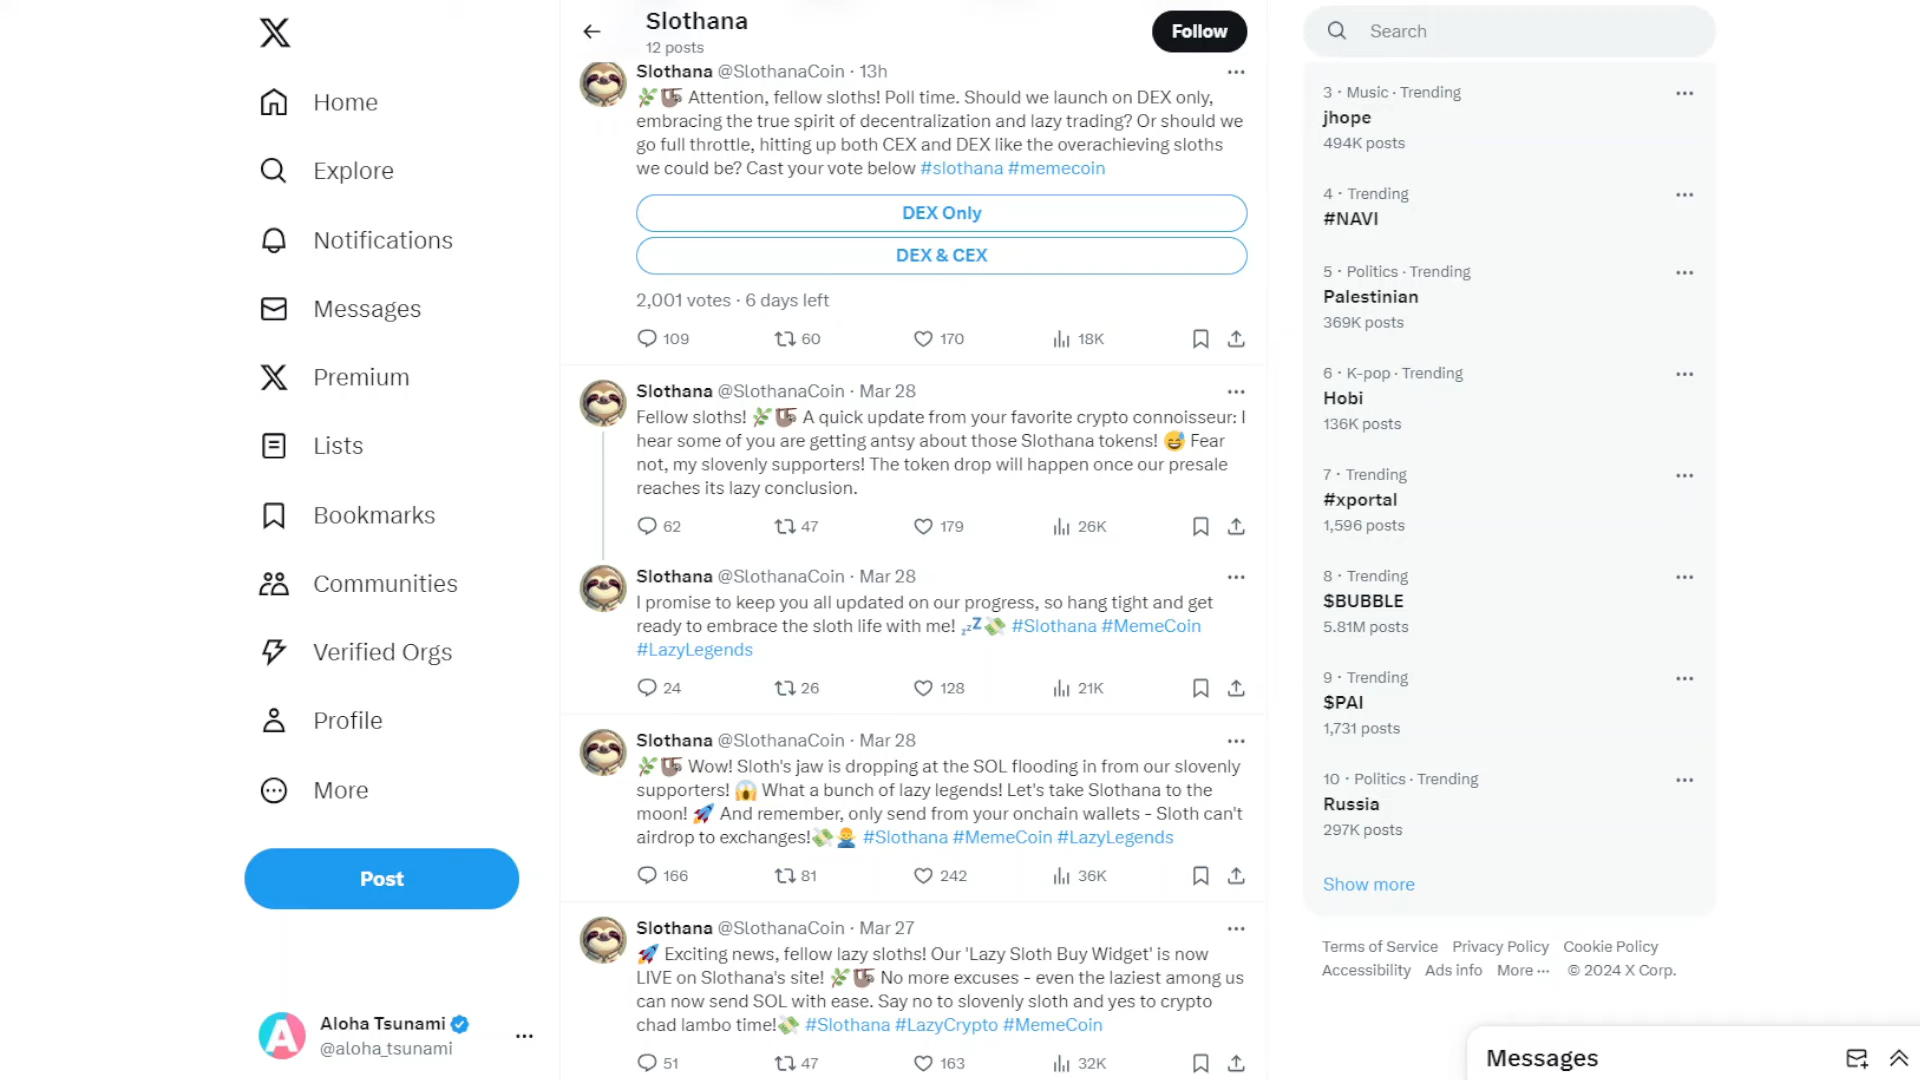 Home
Explore
Notifications
Messages
Premium
Lists
Bookmarks
Communities
Verified Orgs
Profile
More
Post
Aloha Tsunami
@aloha_tsunami
Slothana
12 posts
Follow
Slothana @SlothanaCoin · 13h
🌿🦥 Attention, fellow sloths! Poll time. Should we launch on DEX only,
embracing the true spirit of decentralization and lazy trading? Or should we
go full throttle, hitting up both CEX and DEX like the overachieving sloths
we could be? Cast your vote below #slothana #memecoin
DEX Only
DEX & CEX
2,001 votes · 6 days left
109 60 170 18K
Slothana @SlothanaCoin · Mar 28
Fellow sloths! 🌿🦥 A quick update from your favorite crypto connoisseur: I
hear some of you are getting antsy about those Slothana tokens! 😅 Fear
not, my slovenly supporters! The token drop will happen once our presale
reaches its lazy conclusion.
62 47 179 26K
Slothana @SlothanaCoin · Mar 28
I promise to keep you all updated on our progress, so hang tight and get
ready to embrace the sloth life with me! 💤💸 #Slothana #MemeCoin
#LazyLegends
24 26 128 21K
Slothana @SlothanaCoin · Mar 28
🌿🦥 Wow! Sloth's jaw is dropping at the SOL flooding in from our slovenly
supporters! 😱 What a bunch of lazy legends! Let's take Slothana to the
moon! 🚀 And remember, only send from your onchain wallets - Sloth can't
airdrop to exchanges!💸🤷‍♂️ #Slothana #MemeCoin #LazyLegends
166 81 242 36K
Slothana @SlothanaCoin · Mar 27
🚀 Exciting news, fellow lazy sloths! Our 'Lazy Sloth Buy Widget' is now
LIVE on Slothana's site! 🌿🦥 No more excuses - even the laziest among us
can now send SOL with ease. Say no to slovenly sloth and yes to crypto
chad lambo time!💸 #Slothana #LazyCrypto #MemeCoin
51 47 163 32K
Search
3 · Music · Trending
jhope
494K posts
4 · Trending
#NAVI
5 · Politics · Trending
Palestinian
369K posts
6 · K-pop · Trending
Hobi
136K posts
7 · Trending
#xportal
1,596 posts
8 · Trending
$BUBBLE
5.81M posts
9 · Trending
$PAI
1,731 posts
10 · Politics · Trending
Russia
297K posts
Show more
Terms of Service Privacy Policy Cookie Policy
Accessibility Ads info More ··· © 2024 X Corp.
Messages